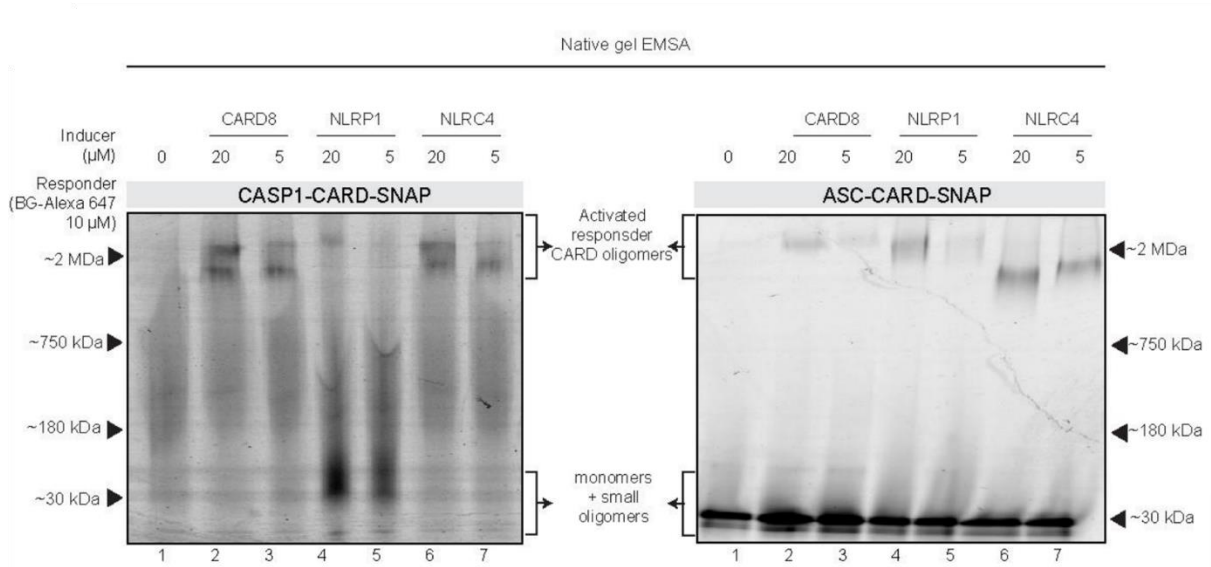 Native gel EMSA
CARD8 NLRP1 NLRC4 CARD8 NLRP1 NLRC4
Inducer
(µM) 0 20 5 20 5 20 5 0 20 5 20 5 20 5
Responder
(BG-Alexa 647
10 µM)
CASP1-CARD-SNAP ASC-CARD-SNAP
Activated
responsder
CARD oligomers
~2 MDa ~2 MDa
~750 kDa ~750 kDa
~180 kDa ~180 kDa
monomers
+ small
oligomers
~30 kDa ~30 kDa
1 2 3 4 5 6 7 1 2 3 4 5 6 7